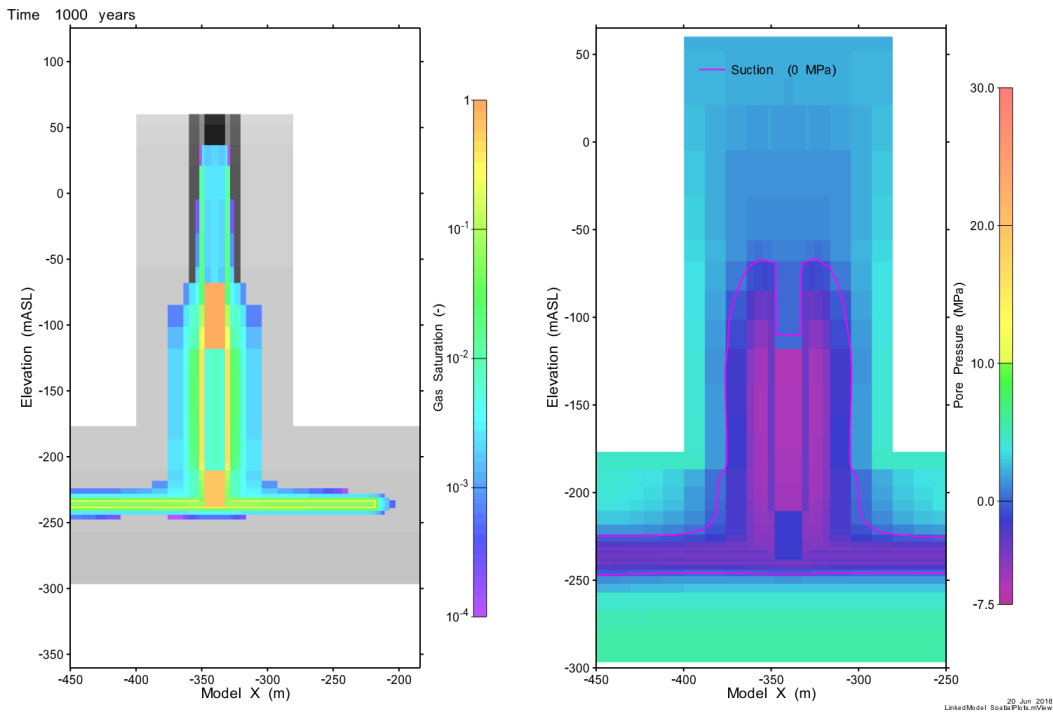 Time 1000 years
100
50
0
-50
-100
-150
-200
-250
-300
-350
Elevation (mASL)
-450 -400 -350 -300 -250 -200
Model X (m)
1
10-1
10-2
10-3
10-4
Gas Saturation (-)
Suction (0 MPa)
50
0
-50
-100
-150
-200
-250
-300
Elevation (mASL)
-450 -400 -350 -300 -250
Model X (m)
30.0
20.0
10.0
0.0
-7.5
Pore Pressure (MPa)
20 Jun 2018
LinkedModel_SpatialPlots.mView